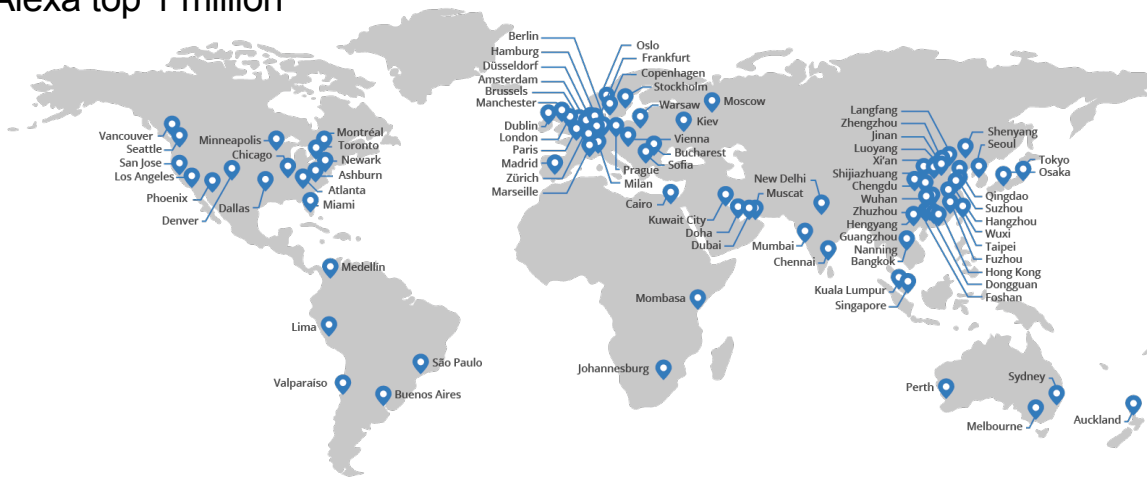 Alexa top 1 million
Berlin
Hamburg
Düsseldorf
Amsterdam
Brussels
Manchester
Dublin
London
Paris
Madrid
Zürich
Marseille
Oslo
Frankfurt
Copenhagen
Stockholm
Warsaw
Moscow
Kiev
Vienna
Bucharest
Sofia
Prague
Milan
Vancouver
Seattle
San Jose
Los Angeles
Phoenix
Denver
Minneapolis
Chicago
Dallas
Montréal
Toronto
Newark
Ashburn
Atlanta
Miami
Medellín
Lima
São Paulo
Valparaiso
Buenos Aires
Cairo
Kuwait City
Doha
Dubai
Muscat
New Delhi
Mumbai
Chennai
Mombasa
Johannesburg
Langfang
Zhengzhou
Jinan
Luoyang
Xi'an
Shijiazhuang
Chengdu
Wuhan
Zhuzhou
Hengyang
Guangzhou
Nanning
Bangkok
Kuala Lumpur
Singapore
Shenyang
Seoul
Tokyo
Osaka
Qingdao
Suzhou
Hangzhou
Wuxi
Taipei
Fuzhou
Hong Kong
Dongguan
Foshan
Perth
Sydney
Melbourne
Auckland